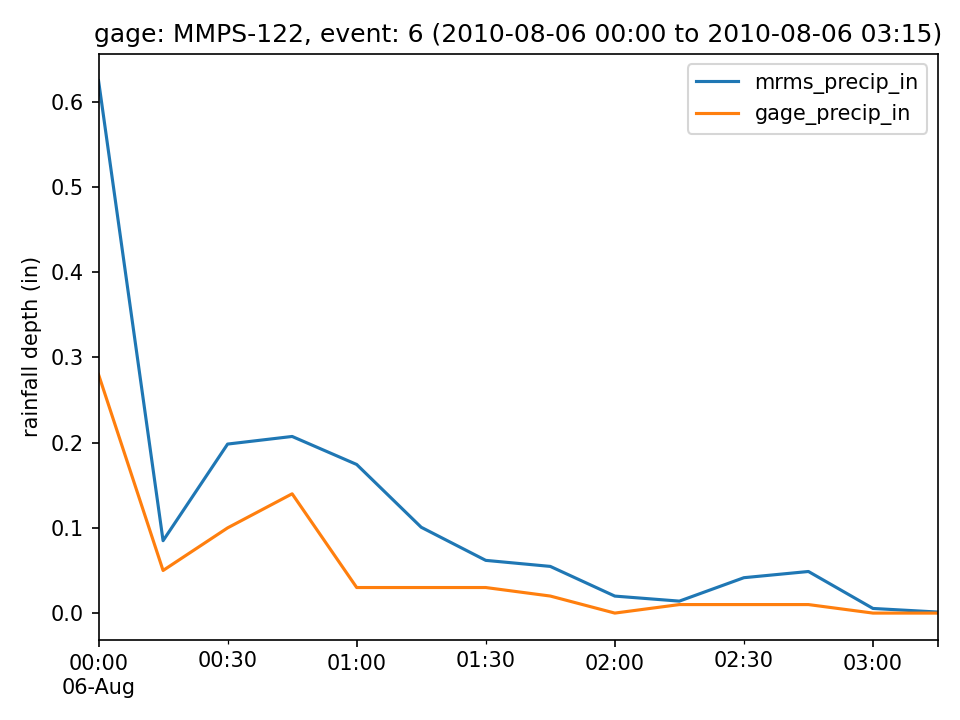 gage: MMPS-122, event: 6 (2010-08-06 00:00 to 2010-08-06 03:15)
mrms_precip_in
gage_precip_in
rainfall depth (in)
0.6
0.5
0.4
0.3
0.2
0.1
0.0
00:00 00:30 01:00 01:30 02:00 02:30 03:00
06-Aug